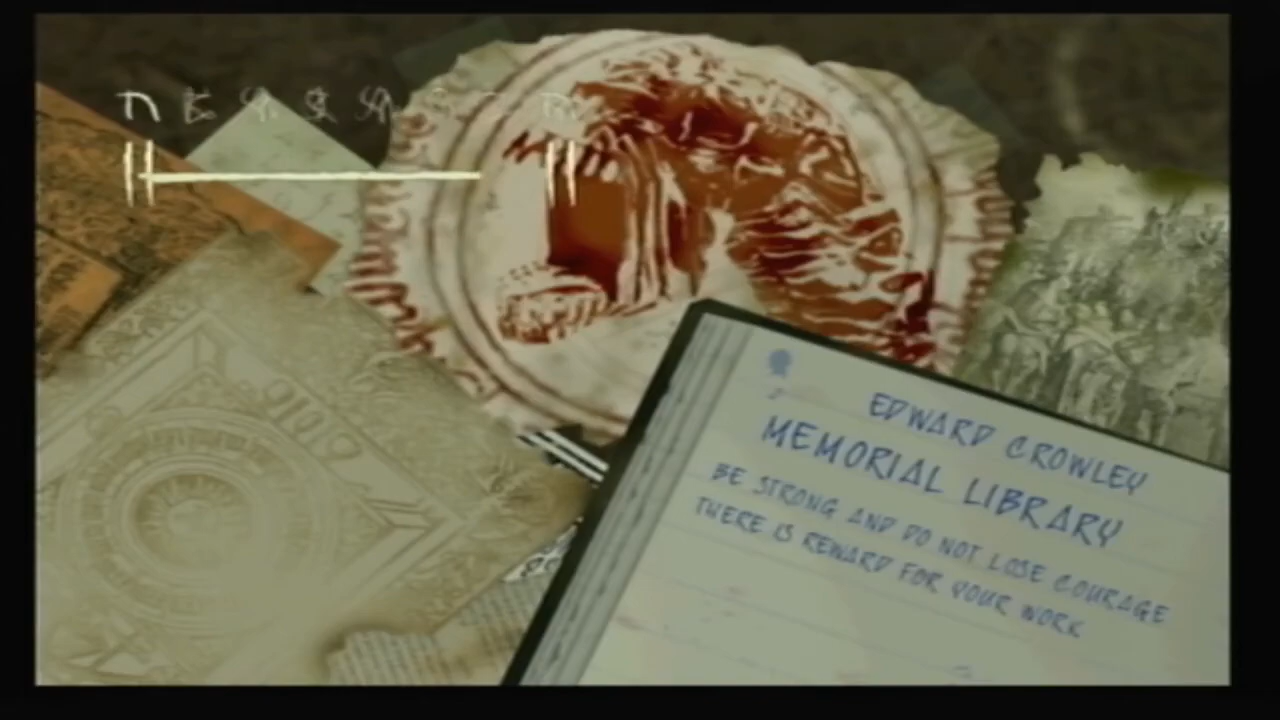 EDWARD CROWLEY
MEMORIAL LIBRARY
BE STRONG AND DO NOT LOSE COURAGE
THERE IS REWARD FOR YOUR WORK